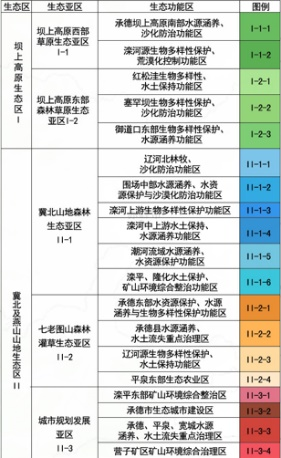 生态区 生态亚区 生态功能区 图例
坝上高原生态区 I
坝上高原西部
草原生态亚区
I-1
承德坝上高原南部水源涵养、
沙化防治功能区
I-1-1
滦河源生物多样性保护、
荒漠化控制功能区
I-1-2
坝上高原东部
森林草原生态
亚区I-2
红松洼生物多样性、
水土保持功能区
I-2-1
塞罕坝生物多样性保护、
沙化防治功能区
I-2-2
御道口东部生物多样性保护、
水源涵养功能区
I-2-3
冀北及燕山山地生态区 II
冀北山地森林
生态亚区
II-1
辽河北林牧、
沙化防治功能区
II-1-1
围场中部水源涵养、水资
源保护与沙漠化防治功能区
II-1-2
滦河上游生物多样性保护功能区
II-1-3
滦河中上游水土保持、
水源涵养功能区
II-1-4
潮河流域水源涵养、
水资源保护功能区
II-1-5
滦平、隆化水土保护、
矿山环境综合整治功能区
II-1-6
七老图山森林
灌草生态亚区
II-2
承德东部水资源保护、水源
涵养与生物多样性保护功能区
II-2-1
承德县水源涵养、
水土流失重点治理区
II-2-2
辽河源生物多样性保护、
水土保持功能区
II-2-3
平泉东部生态农业区
II-2-4
城市规划发展
亚区
II-3
滦平东部矿山环境综合整治区
II-3-1
承德市生态城市建设区
II-3-2
承德、平泉、宽城水源
涵养、水土流失重点治理区
II-3-3
营子矿区矿山环境综合治理区
II-3-4